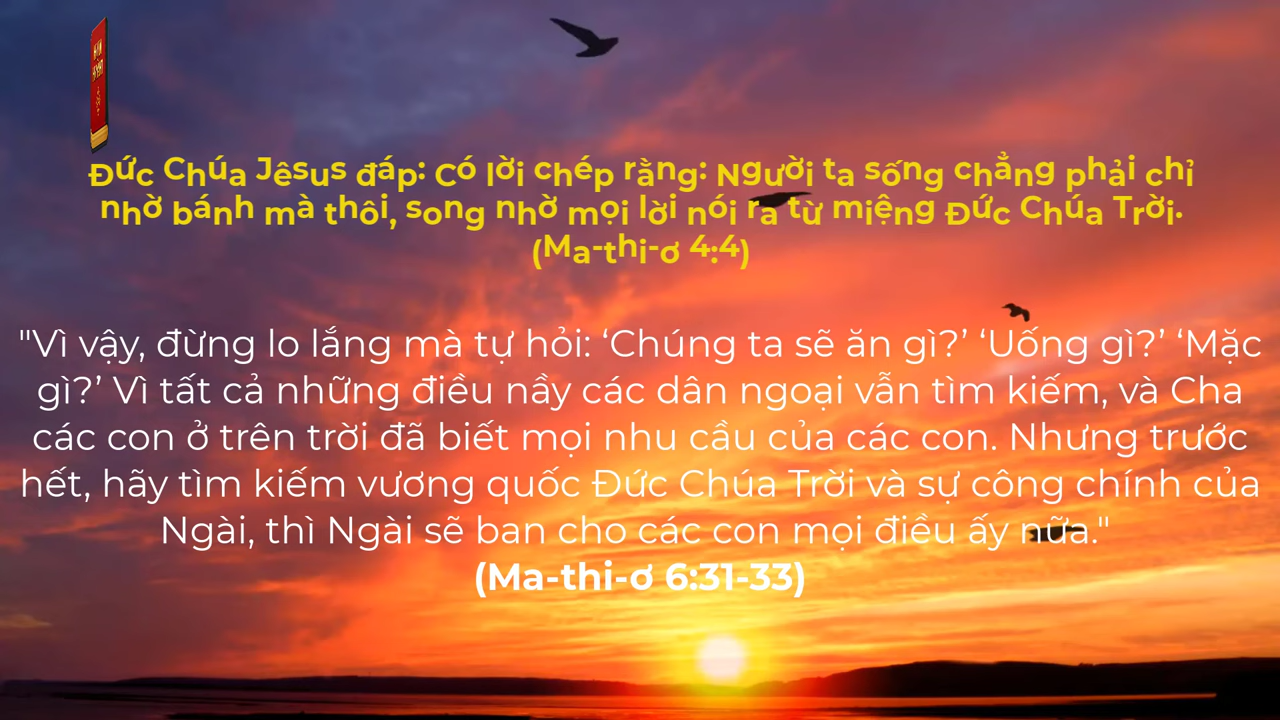 Đức Chúa Jêsus đáp: Có lời chép rằng: Người ta sống chẳng phải chỉ
nhờ bánh mà thôi, song nhờ mọi lời nói ra từ miệng Đức Chúa Trời.
(Ma-thi-ơ 4:4)
"Vì vậy, đừng lo lắng mà tự hỏi: ‘Chúng ta sẽ ăn gì?’ ‘Uống gì?’ ‘Mặc
gì?’ Vì tất cả những điều nầy các dân ngoại vẫn tìm kiếm, và Cha
các con ở trên trời đã biết mọi nhu cầu của các con. Nhưng trước
hết, hãy tìm kiếm vương quốc Đức Chúa Trời và sự công chính của
Ngài, thì Ngài sẽ ban cho các con mọi điều ấy nữa."
(Ma-thi-ơ 6:31-33)